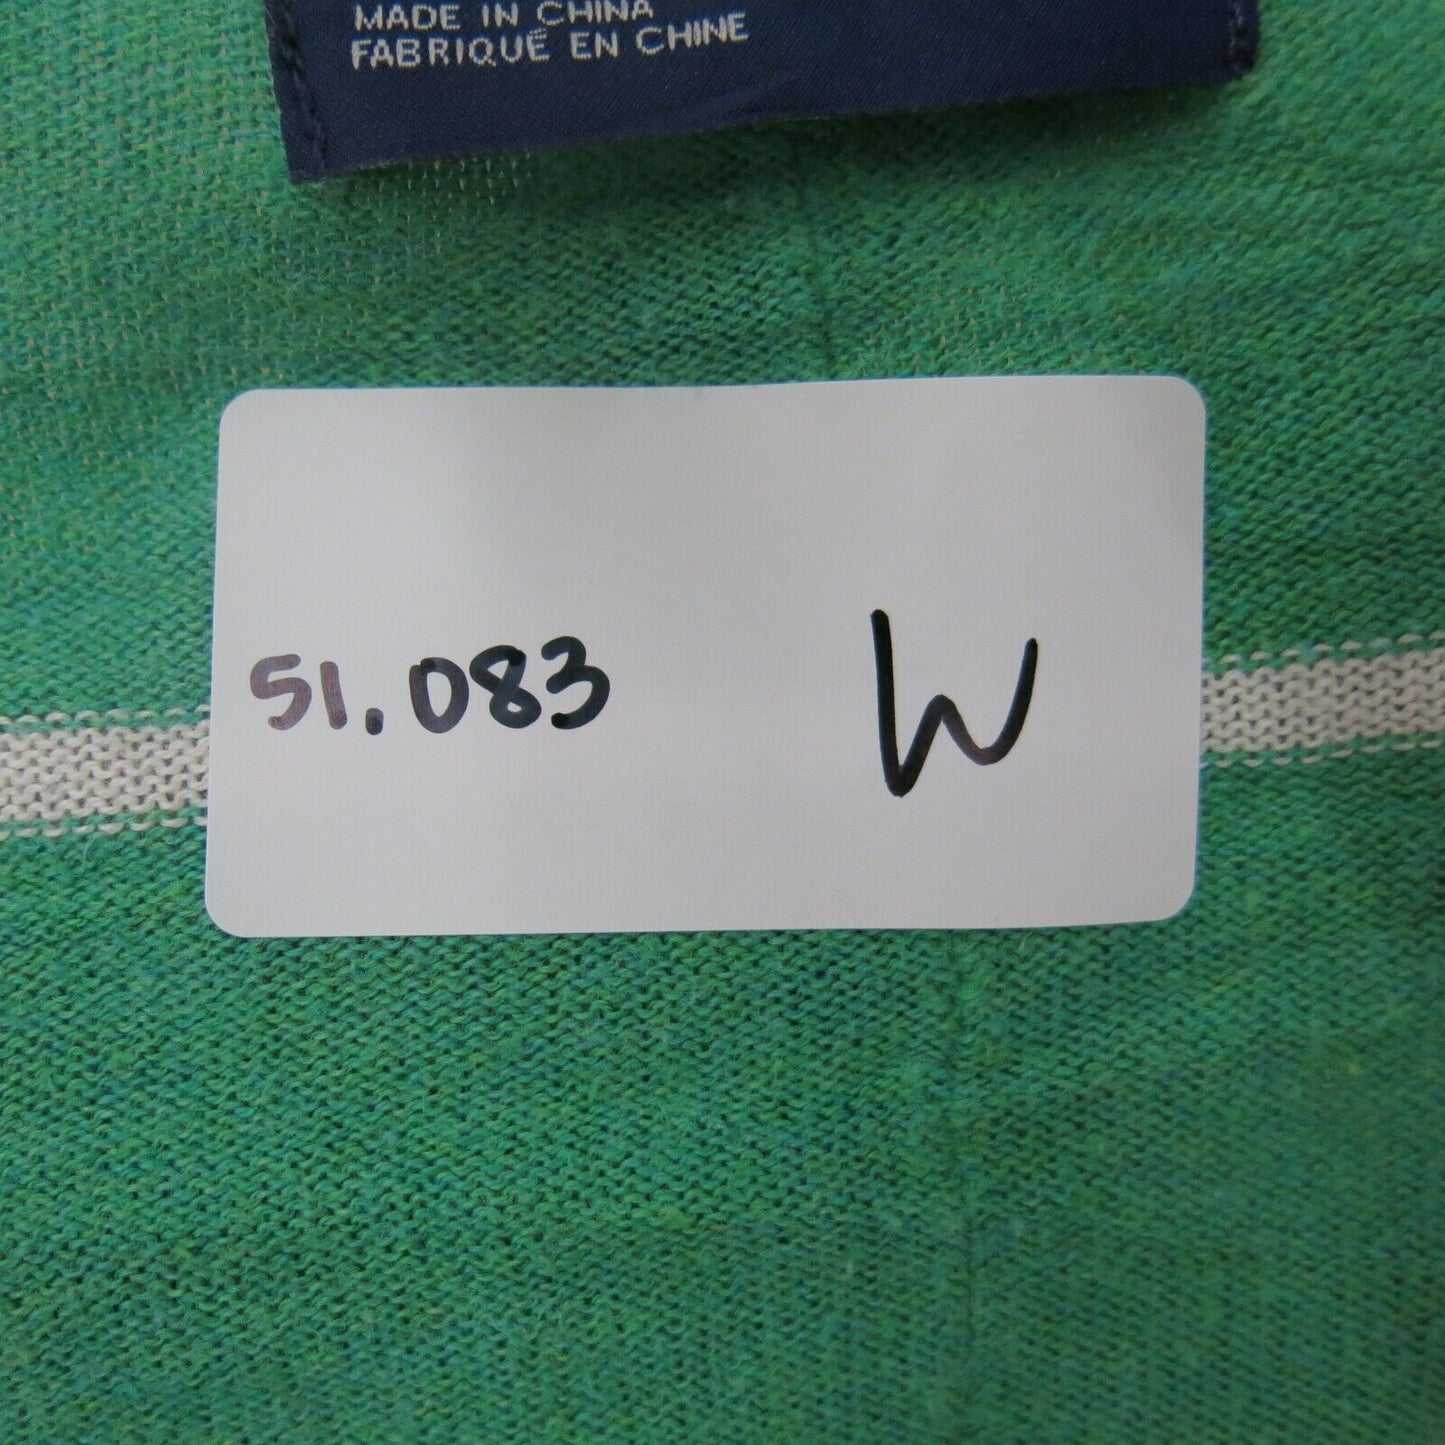 MADE IN CHINA
FABRIQUÉ EN CHINE
51.083 W